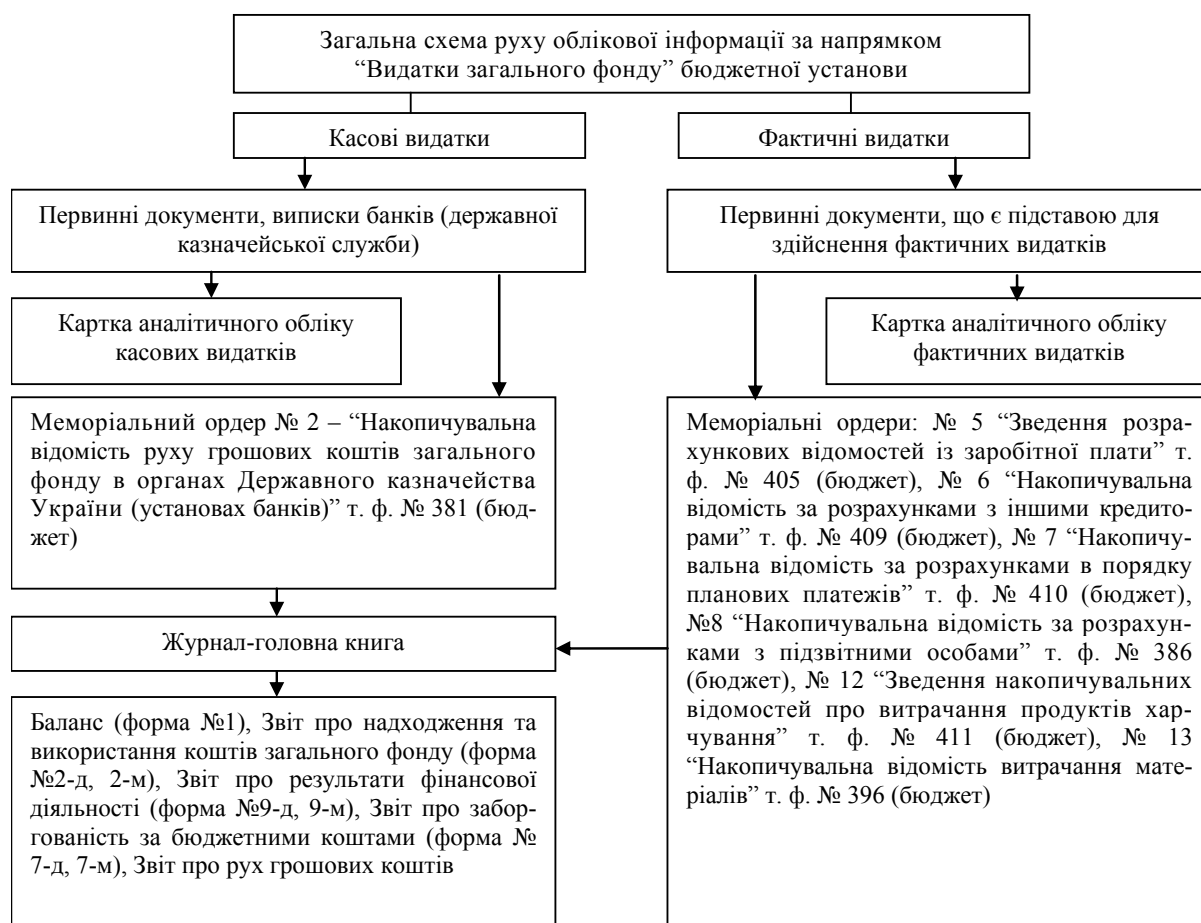 Загальна схема руху облікової інформації за напрямком
“Видатки загального фонду” бюджетної установи
Касові видатки
Фактичні видатки
Первинні документи, виписки банків (державної
казначейської служби)
Первинні документи, що є підставою для
здійснення фактичних видатків
Картка аналітичного обліку
касових видатків
Картка аналітичного обліку
фактичних видатків
Меморіальний ордер № 2 – “Накопичувальна
відомість руху грошових коштів загального
фонду в органах Державного казначейства
України (установах банків)” т. ф. № 381 (бюд-
жет)
Меморіальні ордери: № 5 “Зведення розра-
хункових відомостей із заробітної плати” т.
ф. № 405 (бюджет), № 6 “Накопичувальна
відомість за розрахунками з іншими кредито-
рами” т. ф. № 409 (бюджет), № 7 “Накопичу-
вальна відомість за розрахунками в порядку
планових платежів” т. ф. № 410 (бюджет),
№8 “Накопичувальна відомість за розрахун-
ками з підзвітними особами” т. ф. № 386
(бюджет), № 12 “Зведення накопичувальних
відомостей про витрачання продуктів хар-
чування” т. ф. № 411 (бюджет), № 13
“Накопичувальна відомість витрачання мате-
ріалів” т. ф. № 396 (бюджет)
Журнал-головна книга
Баланс (форма №1), Звіт про надходження та
використання коштів загального фонду (форма
№2-д, 2-м), Звіт про результати фінансової
діяльності (форма №9-д, 9-м), Звіт про забор-
гованість за бюджетними коштами (форма №
7-д, 7-м), Звіт про рух грошових коштів